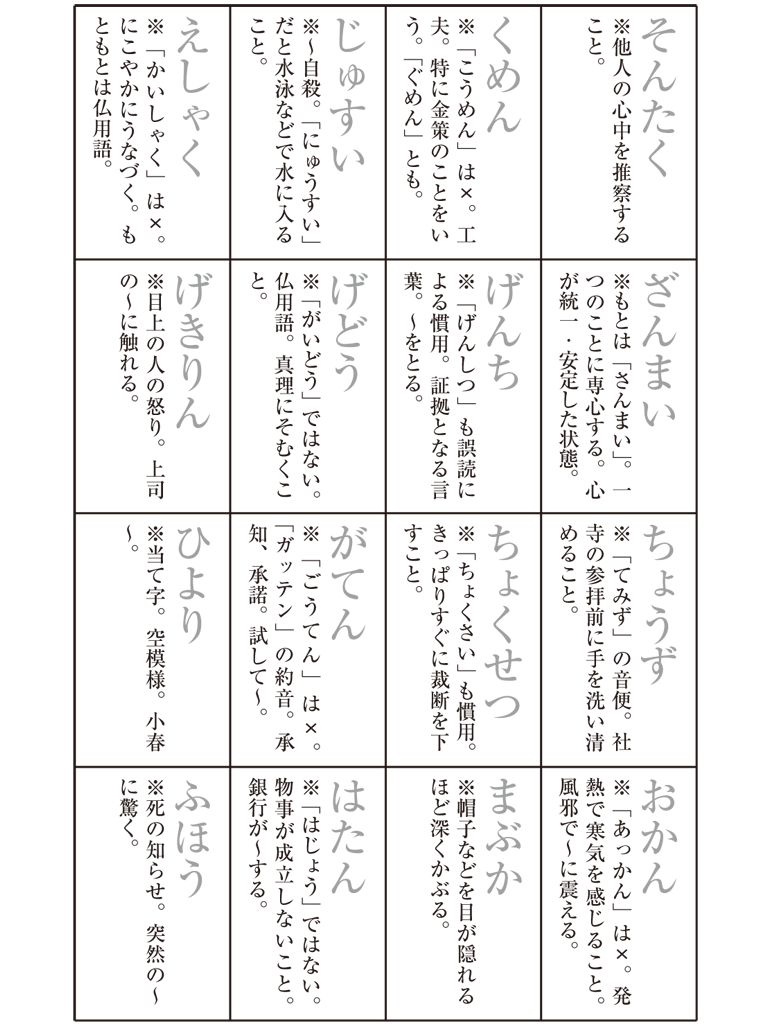 そんたく
※他人の心中を推察する
こと。
くめん
※「こうめん」は×。工
夫。特に金策のことをい
う。「ぐめん」とも。
じゅすい
※～自殺。「にゅうすい」
だと水泳などで水に入る
こと。
えしゃく
※「かいしゃく」は×。
にこやかにうなづく。も
ともとは仏用語。
ざんまい
※もとは「さんまい」。一
つのことに専心する。心
が統一・安定した状態。
げんち
※「げんしつ」も誤読に
よる慣用。証拠となる言
葉。～をとる。
げどう
※「がいどう」ではない。
仏用語。真理にそむくこ
と。
げきりん
※目上の人の怒り。上司
の～に触れる。
ちょうず
※「てみず」の音便。社
寺の参拝前に手を洗い清
めること。
ちょくせつ
※「ちょくさい」も慣用。
きっぱりすぐに裁断を下
すこと。
がてん
※「ごうてん」は×。
「ガッテン」の約音。承
知、承諾。試して～。
ひより
※当て字。空模様。小春
～。
おかん
※「あっかん」は×。発
熱で寒気を感じること。
風邪で～に震える。
まぶか
※帽子などを目が隠れる
ほど深くかぶる。
はたん
※「はじょう」ではない。
物事が成立しないこと。
銀行が～する。
ふほう
※死の知らせ。突然の～
に驚く。